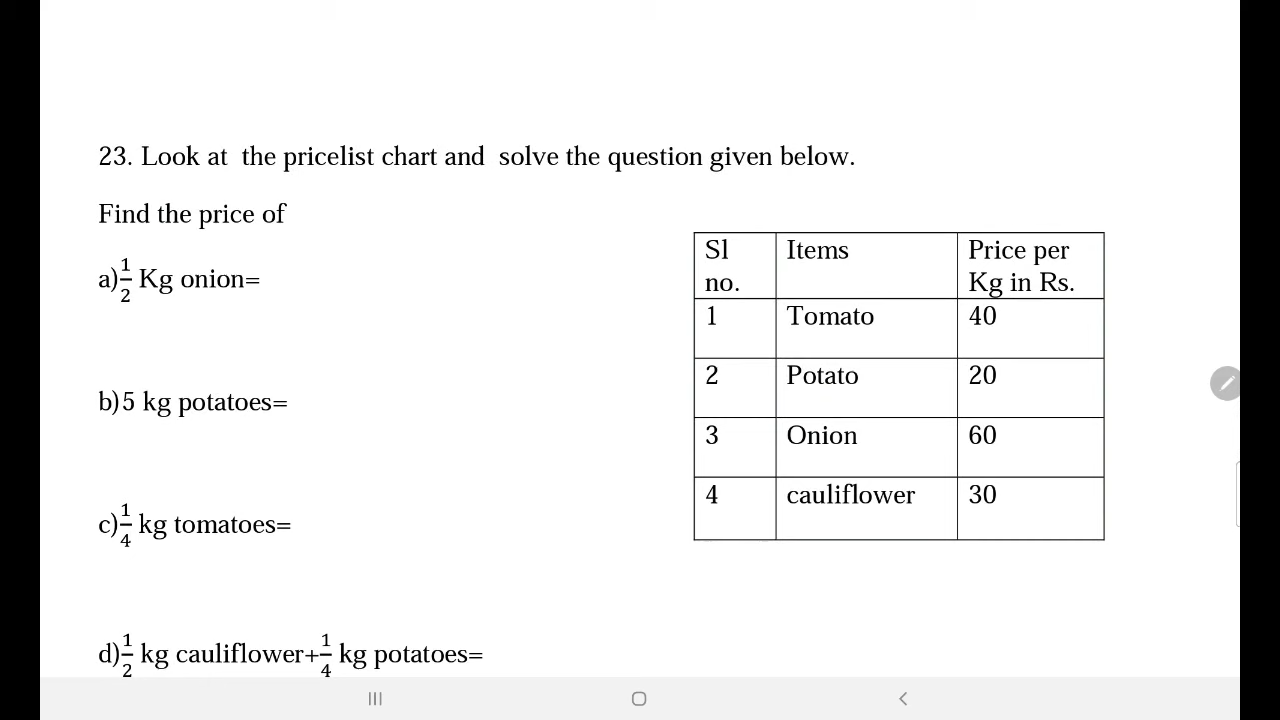 23. Look at the pricelist chart and solve the question given below.
Find the price of
a) 1/2 Kg onion=
b)5 kg potatoes=
c) 1/4 kg tomatoes=
d) 1/2 kg cauliflower+ 1/4 kg potatoes=
Sl no. Items Price per Kg in Rs.
1 Tomato 40
2 Potato 20
3 Onion 60
4 cauliflower 30